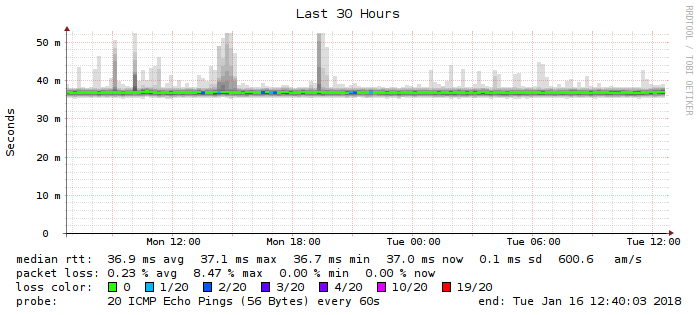 Last 30 Hours
RRDTOOL / TOBI OETIKER
Seconds
50 m
40 m
30 m
20 m
10 m
0
Mon 12:00 Mon 18:00 Tue 00:00 Tue 06:00 Tue 12:00
median rtt: 36.9 ms avg 37.1 ms max 36.7 ms min 37.0 ms now 0.1 ms sd 600.6 am/s
packet loss: 0.23 % avg 8.47 % max 0.00 % min 0.00 % now
loss color: 0 1/20 2/20 3/20 4/20 10/20 19/20
probe: 20 ICMP Echo Pings (56 Bytes) every 60s end: Tue Jan 16 12:40:03 2018